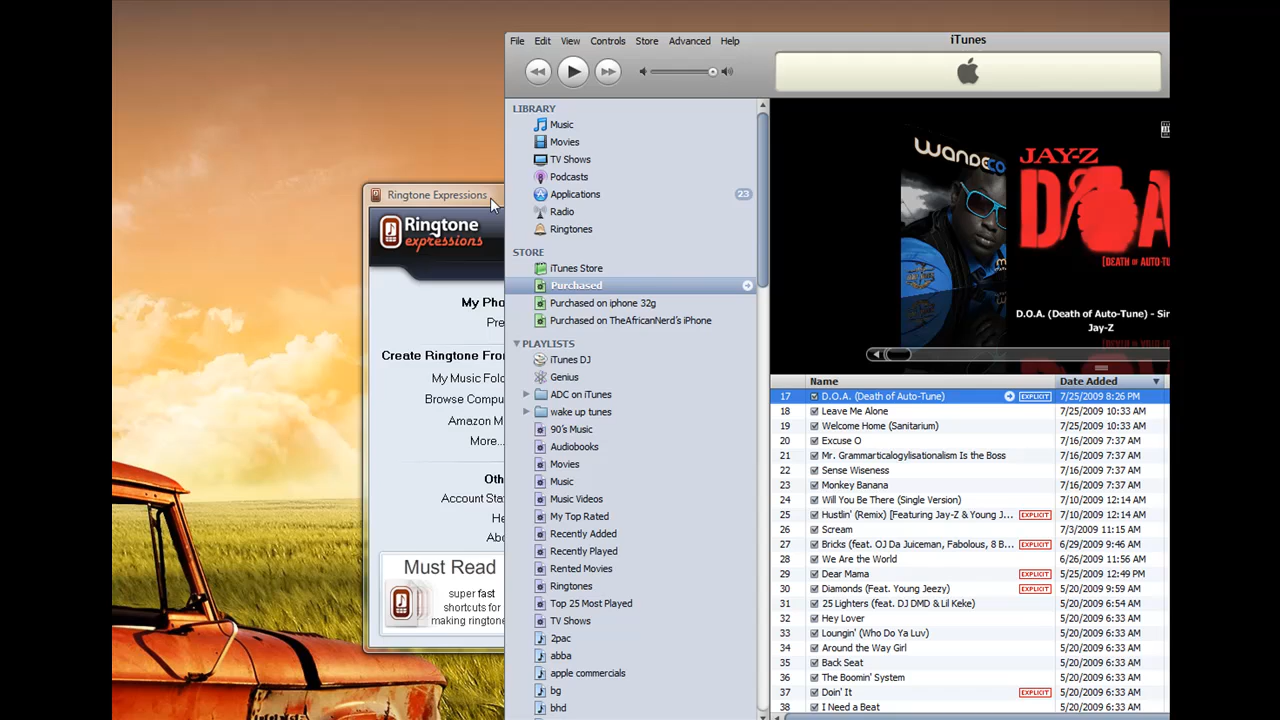 Ringtone Expressions
Ringtone
expressions
My Pho
Pre
Create Ringtone From
My Music Fold
Browse Compu
Amazon M
More...
Oth
Account Sta
He
Abo
Must Read
super fast
shortcuts for
making ringtone
File Edit View Controls Store Advanced Help
iTunes
LIBRARY
Music
Movies
TV Shows
Podcasts
Applications 23
Radio
Ringtones
STORE
iTunes Store
Purchased
Purchased on iphone 32g
Purchased on TheAfricanNerd's iPhone
PLAYLISTS
iTunes DJ
Genius
ADC on iTunes
wake up tunes
90's Music
Audiobooks
Movies
Music
Music Videos
My Top Rated
Recently Added
Recently Played
Rented Movies
Ringtones
Top 25 Most Played
TV Shows
2pac
abba
apple commercials
bg
bhd
WANDECO
JAY-Z
D.O.A
[DEATH OF AUTO-TU
D.O.A. (Death of Auto-Tune) - Sin
Jay-Z
Name Date Added
17 D.O.A. (Death of Auto-Tune) EXPLICIT 7/25/2009 8:26 PM
18 Leave Me Alone 7/25/2009 10:33 AM
19 Welcome Home (Sanitarium) 7/25/2009 10:33 AM
20 Excuse O 7/16/2009 7:37 AM
21 Mr. Grammarticalogylisationalism Is the Boss 7/16/2009 7:37 AM
22 Sense Wiseness 7/16/2009 7:37 AM
23 Monkey Banana 7/16/2009 7:37 AM
24 Will You Be There (Single Version) 7/10/2009 12:14 AM
25 Hustlin' (Remix) [Featuring Jay-Z & Young J... EXPLICIT 7/10/2009 12:14 AM
26 Scream 7/3/2009 11:15 AM
27 Bricks (feat. OJ Da Juiceman, Fabolous, 8 B... EXPLICIT 6/29/2009 9:46 AM
28 We Are the World 6/26/2009 11:56 AM
29 Dear Mama EXPLICIT 5/25/2009 12:49 PM
30 Diamonds (Feat. Young Jeezy) EXPLICIT 5/20/2009 9:59 AM
31 25 Lighters (feat. DJ DMD & Lil Keke) 5/20/2009 6:54 AM
32 Hey Lover 5/20/2009 6:33 AM
33 Loungin' (Who Do Ya Luv) 5/20/2009 6:33 AM
34 Around the Way Girl 5/20/2009 6:33 AM
35 Back Seat 5/20/2009 6:33 AM
36 The Boomin' System 5/20/2009 6:33 AM
37 Doin' It EXPLICIT 5/20/2009 6:33 AM
38 I Need a Beat 5/20/2009 6:33 AM